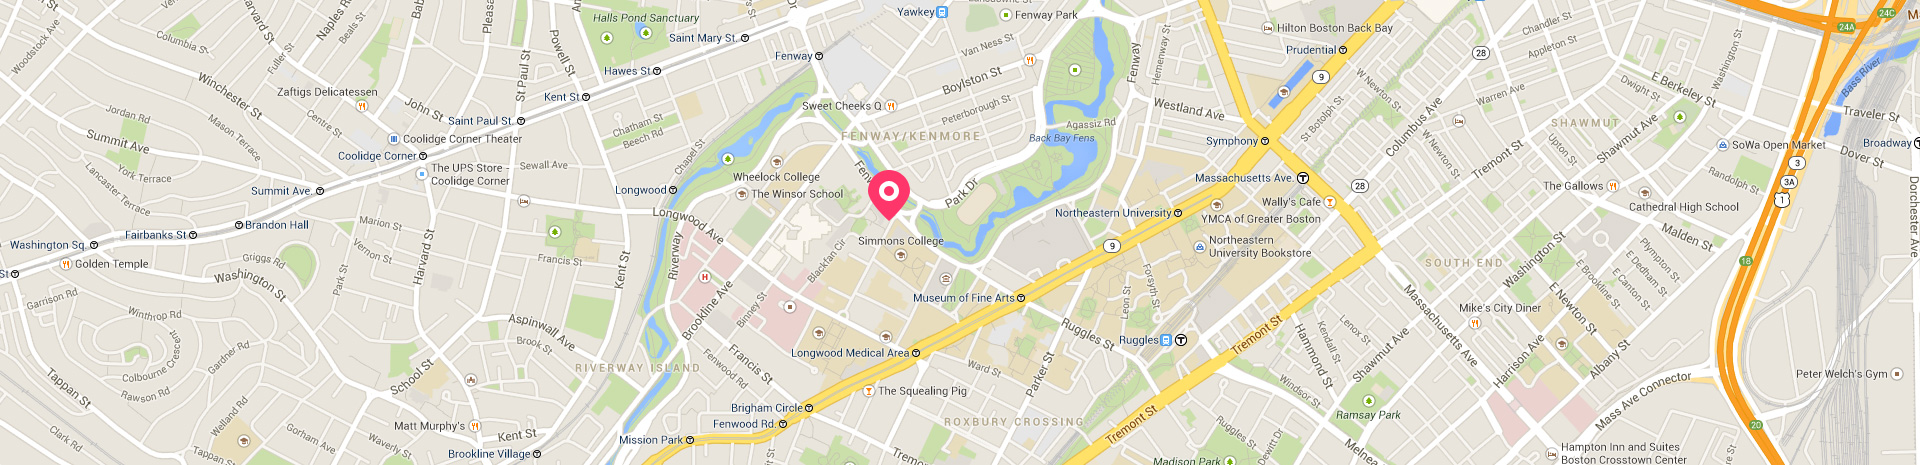 Halls Pond Sanctuary
Yawkey
Fenway Park
24C
24A
Hilton Boston Back Bay
Chandler St
Appleton St
Saint Mary St.
Van Ness St
Fenway
Hemenway St
Prudential
28
Woodstock Ave
Columbia St
Harvard St
Fuller St
Naples Rd
Beals St
Powell St
St Paul St
Hawes St
Fenway
Boylston St
9
W Newton St
Dwight St
E Berkeley St
Washington St
Bass River
Winchester St
Zaftigs Delicatessen
John St
Kent St
Sweet Cheeks Q
Peterborough St
Westland Ave
St Botolph St
Columbus Ave
Warren Ave
Traveler St
Jordan Rd
Mason Terrace
Centre St
Saint Paul St
Chatham St
Beech Rd
FENWAY/KENMORE
Agassiz Rd
Back Bay Fens
Symphony
SHAWMUT
Shawmut Ave
Summit Ave
Coolidge Corner Theater
Coolidge Corner
Chapel St
W Newton St
Tremont St
SoWa Open Market
Broadway
Dover St
Lancaster Terrace
York Terrace
The UPS Store -
Coolidge Corner
Sewall Ave
Wheelock College
Massachusetts Ave.
3
3A
1
Summit Ave.
Longwood
The Winsor School
Park Dr
28
The Gallows
Randolph St
Wally's Cafe
Longwood Ave
Northeastern University
YMCA of Greater Boston
Cathedral High School
Dorchester Ave
Marion St
Brandon Hall
Fairbanks St
Washington Sq
Vernon St
Harvard St
Simmons College
9
Northeastern
University Bookstore
Malden St
Plympton St
E Dedham St
E Canton St
E Brookline St
Golden Temple
Griggs Rd
Francis St
Kent St
Riverway
Blackfan Cir
SOUTH END
Washington St
18
Washington St
Park St
Brookline Ave
Binney St
Museum of Fine Arts
Leon St
Forsyth St
Massachusetts Ave
E Newton St
Garrison Rd
Winthrop Rd
Aspinwall Ave
Brook St
Ruggles St
Ruggles
Tremont St
Hammond St
Kendall St
Lenox St
Shawmut Ave
Mike's City Diner
Harrison Ave
Albany St
Colbourne Crescent
Gardner Rd
Rawson Rd
School St
RIVERWAY ISLAND
Francis St
Fenwood Rd
Longwood Medical Area
Ward St
Parker St
Windsor St
Mass Ave Connector
Peter Welch's Gym
Tappan St
Welland Rd
The Squealing Pig
Brigham Circle
Fenwood Rd.
ROXBURY CROSSING
Tremont St
Ramsay Park
Clark Rd
Matt Murphy's
Kent St
Gorham Ave
Waverly St
Mission Park
Brookline Village
Ruggles St
Dewitt Dr
Madison Park
Hampton Inn and Suites
Boston Crosstown Center
20